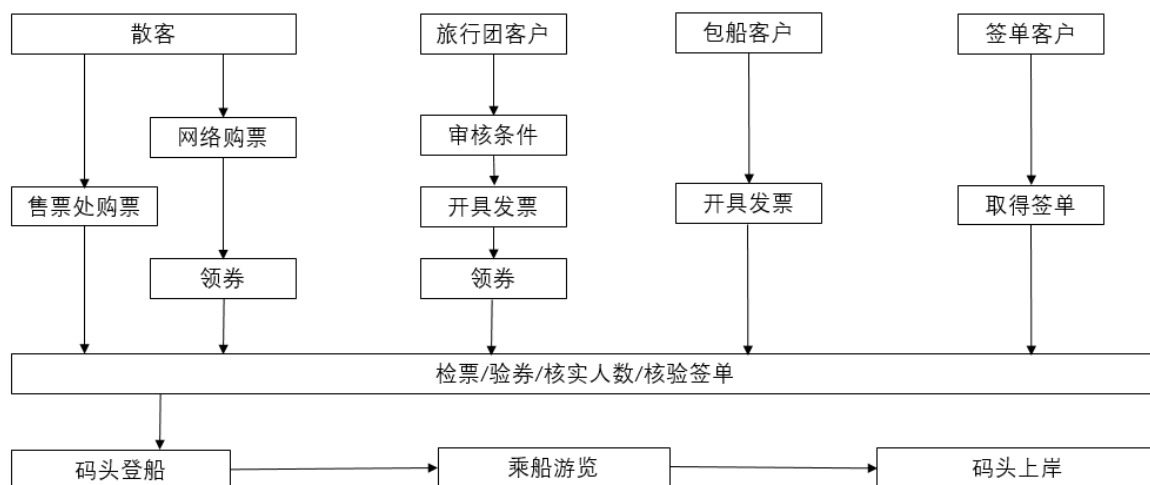 散客
旅行团客户
包船客户
签单客户
网络购票
审核条件
售票处购票
开具发票
开具发票
取得签单
领券
领券
检票/验券/核实人数/核验签单
码头登船
乘船游览
码头上岸